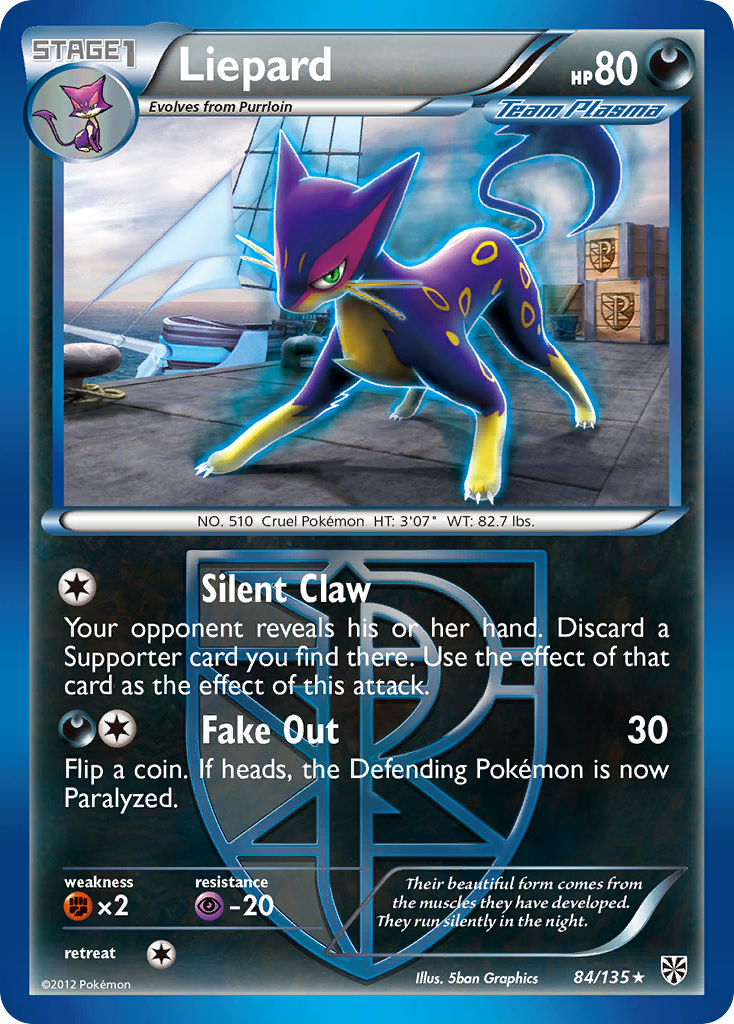 STAGE1
Liepard
HP80
Evolves from Purrloin
Team Plasma
NO. 510 Cruel Pokémon HT: 3'07" WT: 82.7 lbs.
Silent Claw
Your opponent reveals his or her hand. Discard a
Supporter card you find there. Use the effect of that
card as the effect of this attack.
Fake Out 30
Flip a coin. If heads, the Defending Pokémon is now
Paralyzed.
weakness resistance
×2 -20
Their beautiful form comes from
the muscles they have developed.
They run silently in the night.
retreat
©2012 Pokémon
Illus. 5ban Graphics 84/135★